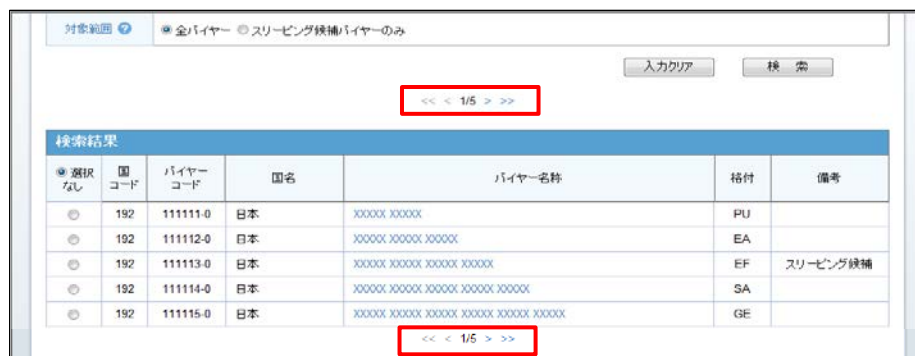 対象範囲 ? 全バイヤー スリーピング候補バイヤーのみ
入力クリア 検 索
<< < 1/5 > >>
検索結果
選択なし 国コード バイヤーコード 国名 バイヤー名称 格付 備考
192 111111-0 日本 XXXXX XXXXX PU
192 111112-0 日本 XXXXX XXXXX XXXXX EA
192 111113-0 日本 XXXXX XXXXX XXXXX XXXXX EF スリーピング候補
192 111114-0 日本 XXXXX XXXXX XXXXX XXXXX XXXXX SA
192 111115-0 日本 XXXXX XXXXX XXXXX XXXXX XXXXX XXXXX GE
<< < 1/5 > >>